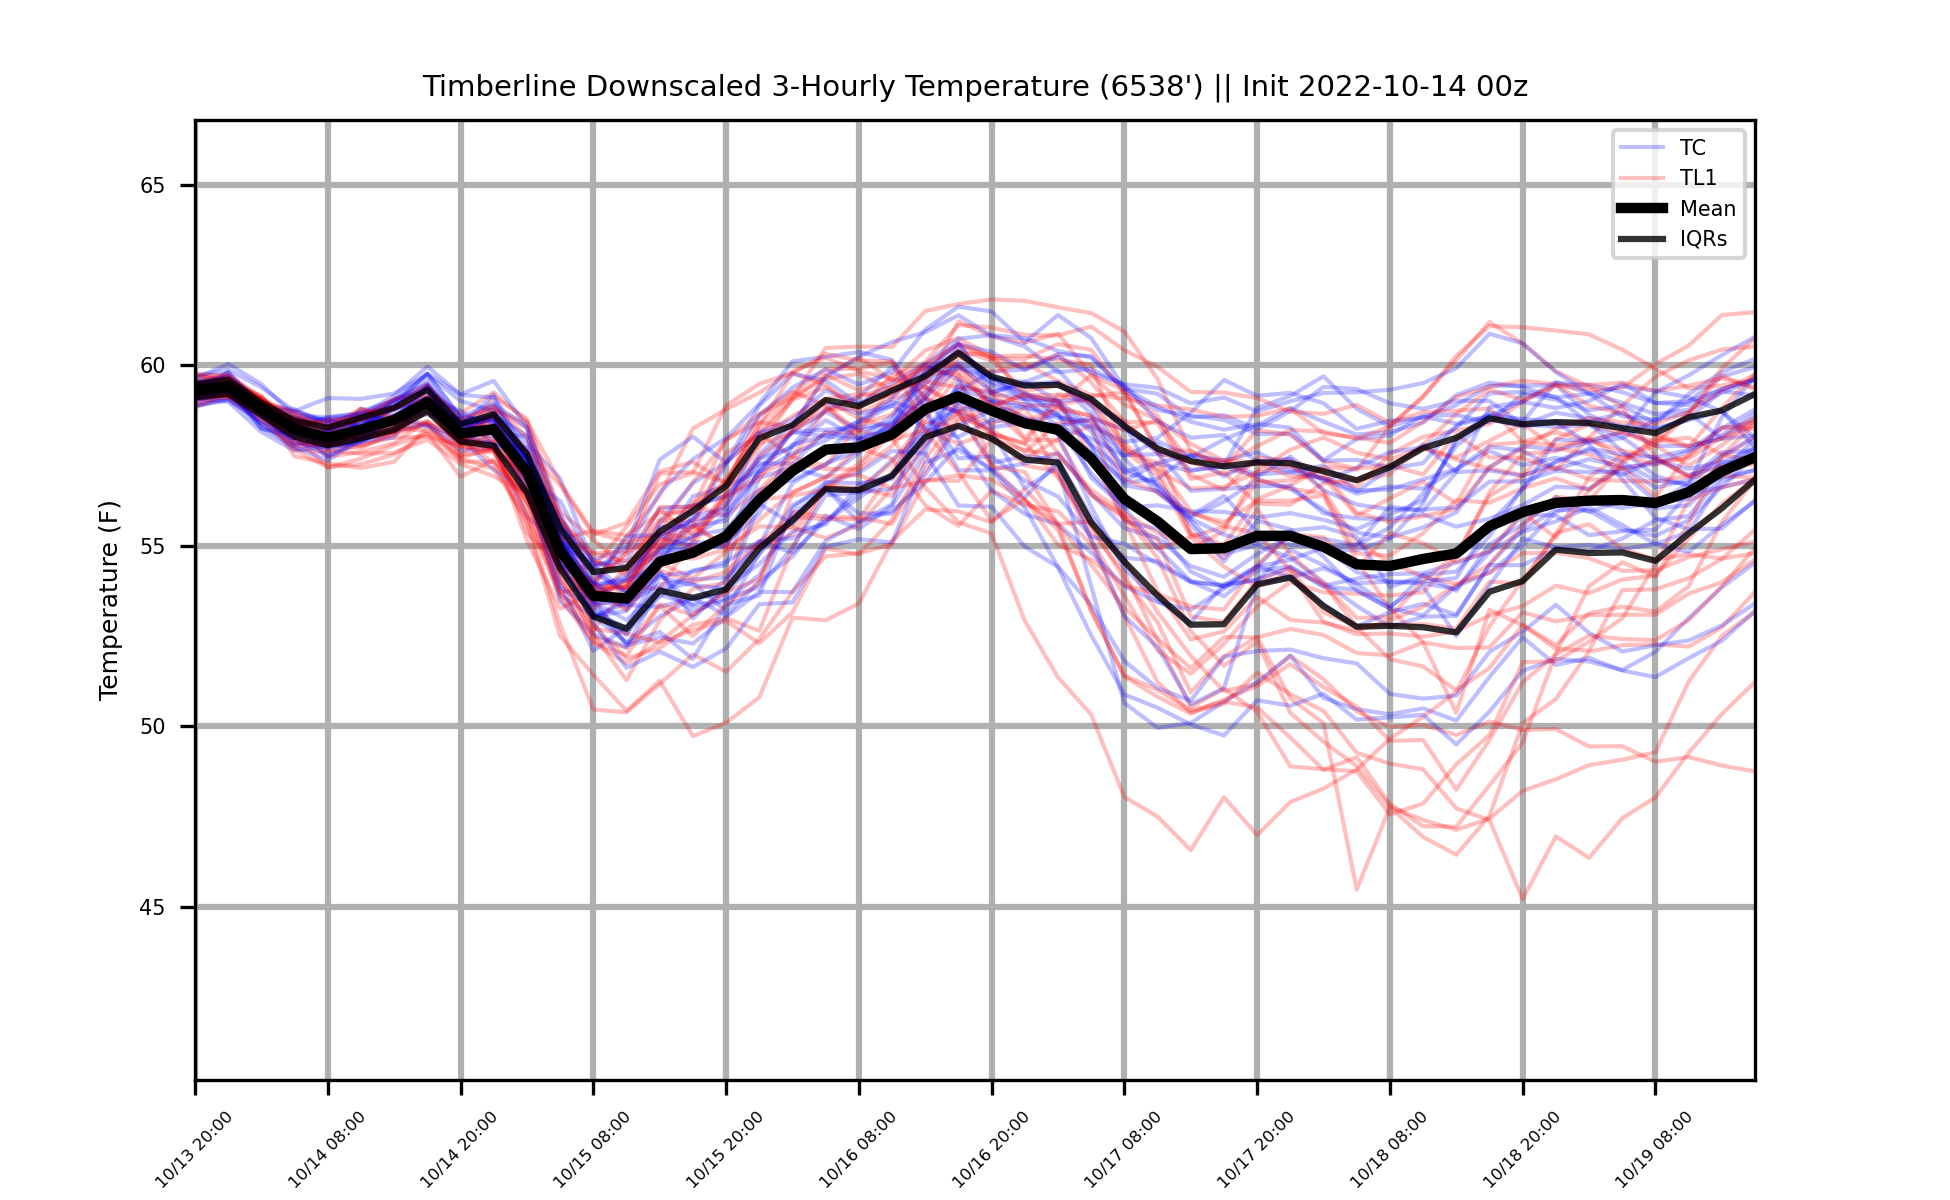 Timberline Downscaled 3-Hourly Temperature (6538') || Init 2022-10-14 00z
TC
TL1
Mean
IQRs
Temperature (F)
65
60
55
50
45
10/13 20:00
10/14 08:00
10/14 20:00
10/15 08:00
10/15 20:00
10/16 08:00
10/16 20:00
10/17 08:00
10/17 20:00
10/18 08:00
10/18 20:00
10/19 08:00